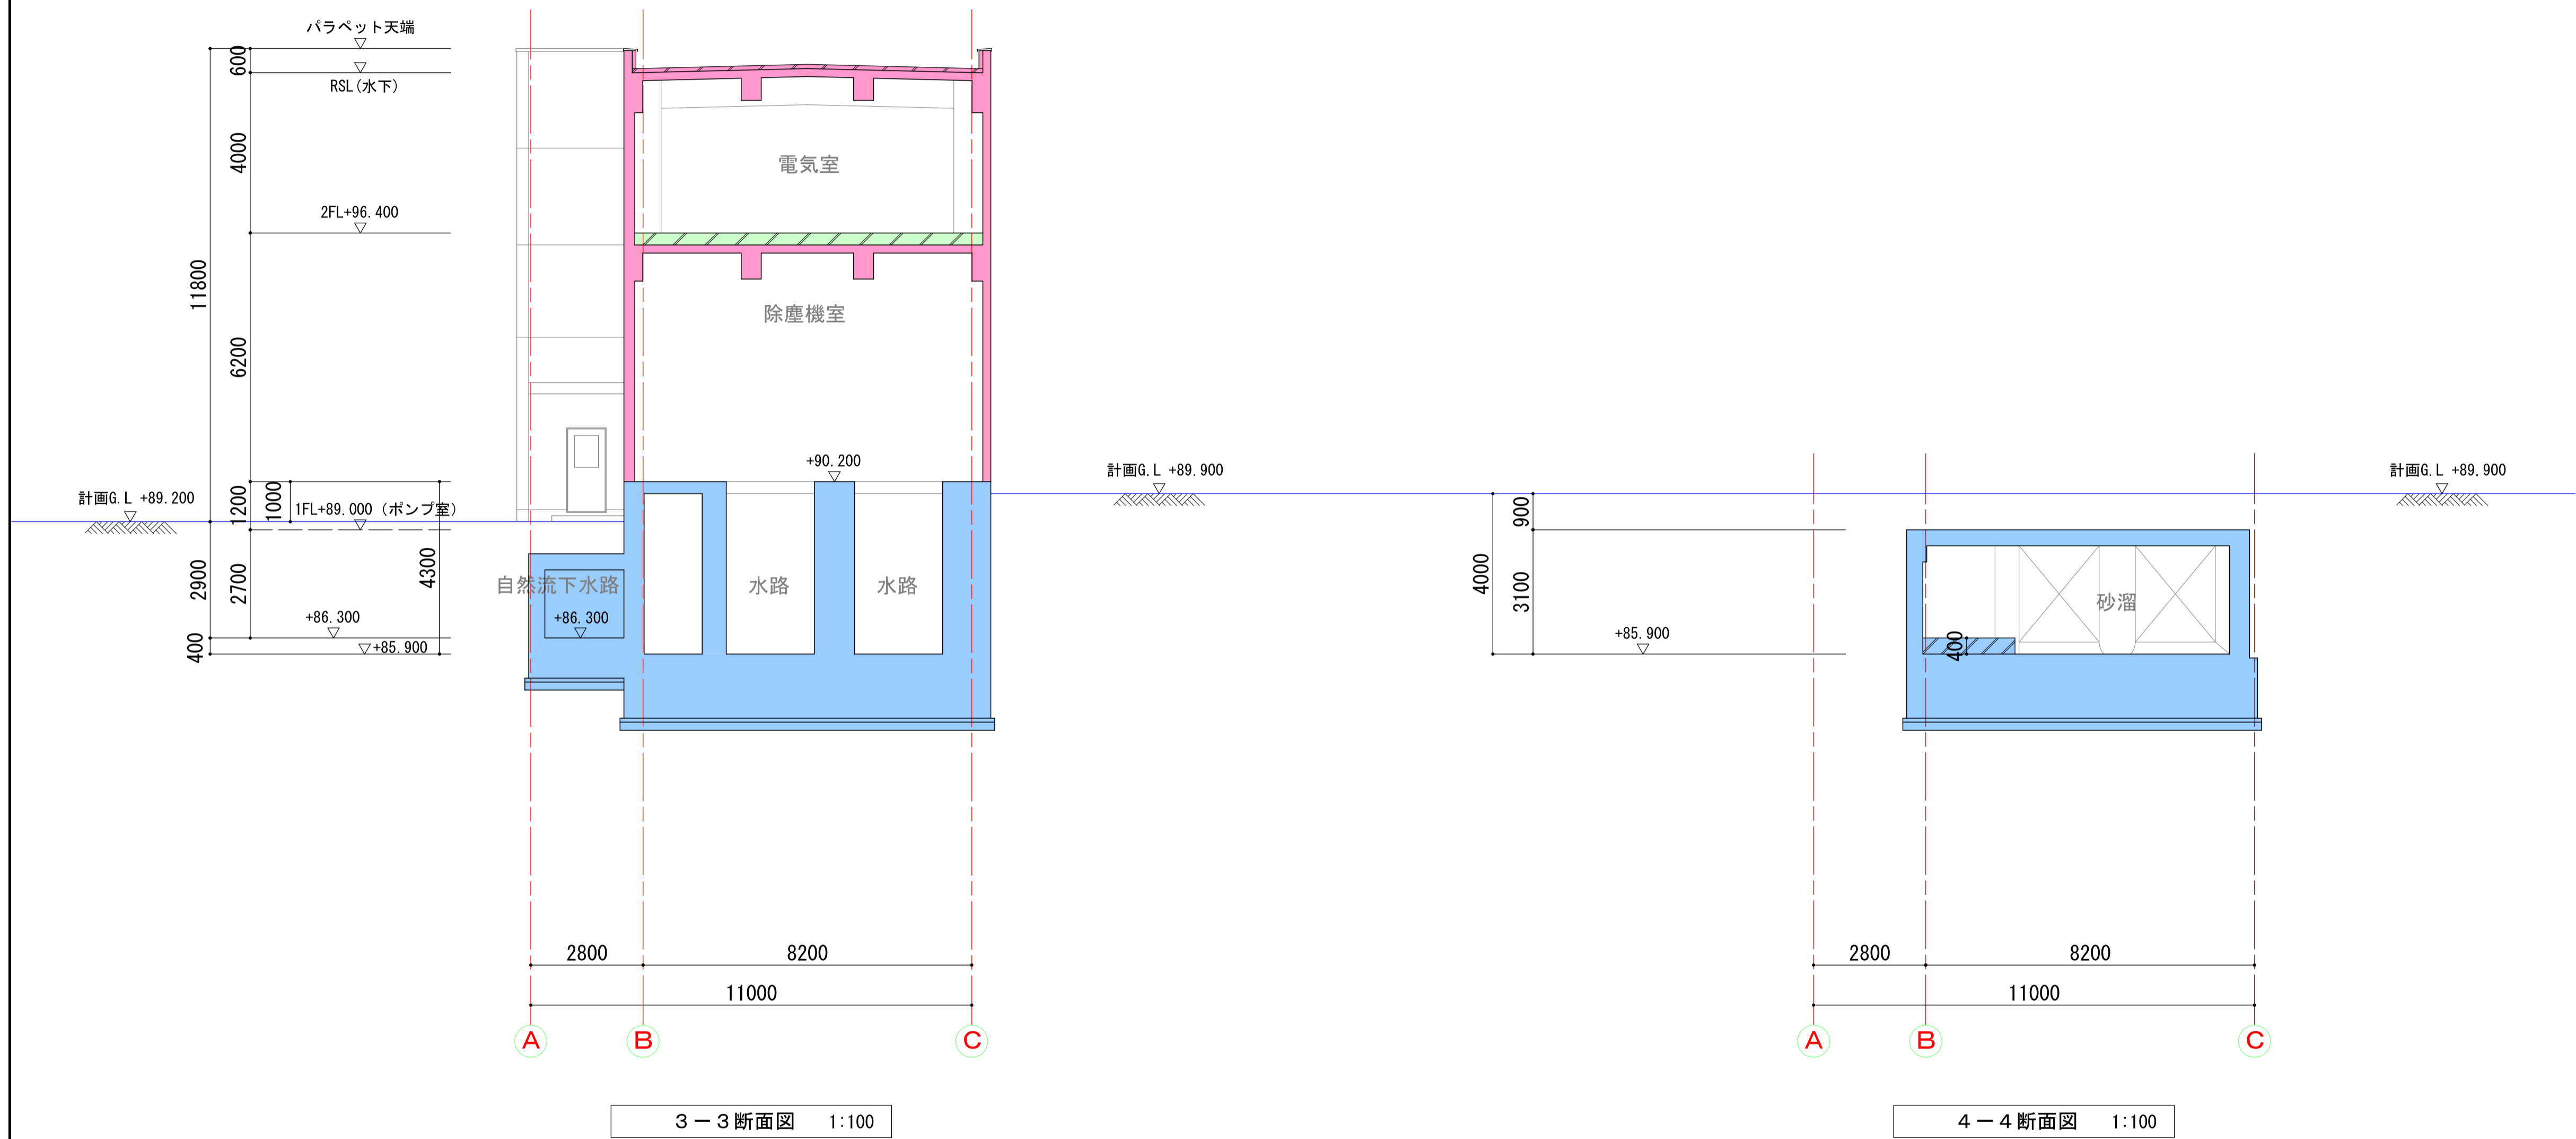 パラペット天端
600
RSL(水下)
4000
電気室
2FL+96.400
11800
除塵機室
6200
+90.200
計画G.L +89.900
計画G.L +89.900
計画G.L +89.200
1200
1000
1FL+89.000 (ポンプ室)
900
4000
3100
2900
2700
4300
自然流下水路
水路
水路
砂溜
+86.300
+86.300
400
+85.900
+85.900
400
2800
8200
2800
8200
11000
11000
A
B
C
A
B
C
3-3断面図 1:100
4-4断面図 1:100